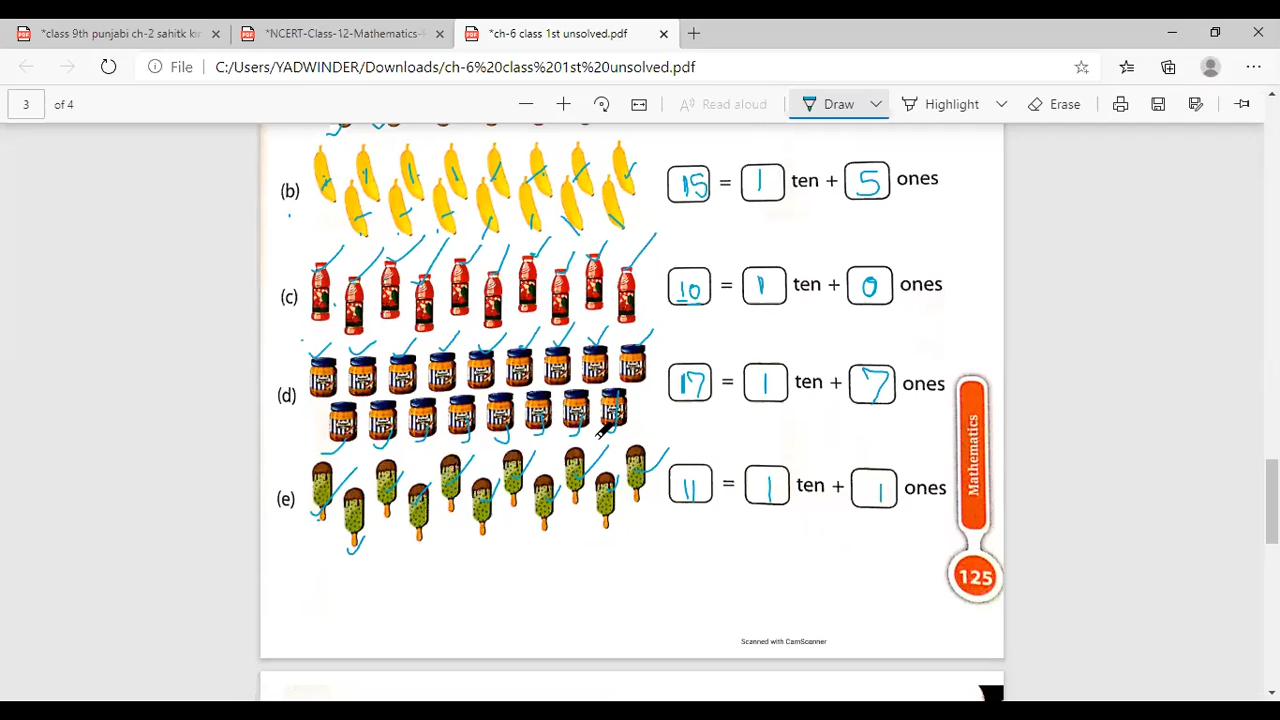 *class 9th punjabi ch-2 sahitk kir
*NCERT-Class-12-Mathematics-
*ch-6 class 1st unsolved.pdf
File C:/Users/YADWINDER/Downloads/ch-6%20class%201st%20unsolved.pdf
3 of 4 Read aloud Draw Highlight Erase
(b) 15 = 1 ten + 5 ones
(c) 10 = 1 ten + 0 ones
(d) 17 = 1 ten + 7 ones
(e) 11 = 1 ten + 1 ones
Mathematics
125
Scanned with CamScanner